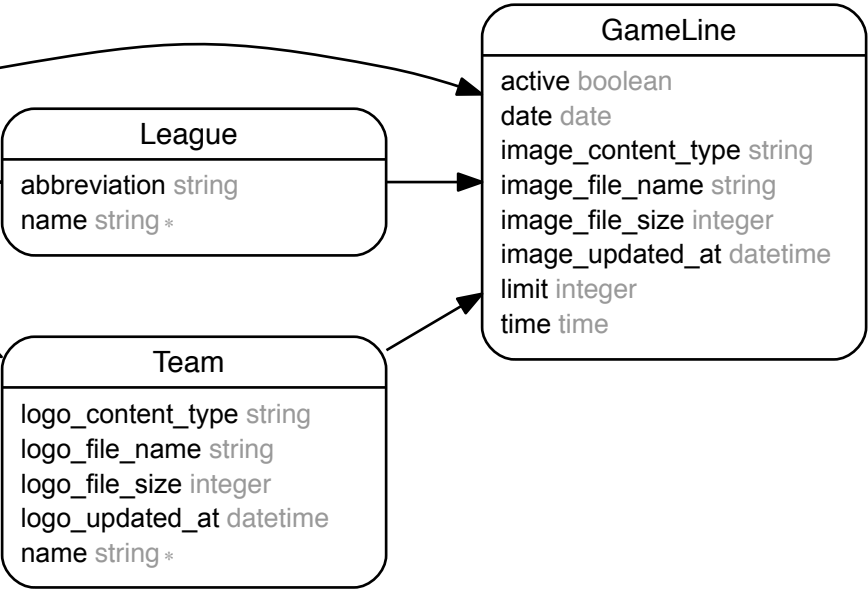 GameLine
active boolean
date date
image_content_type string
image_file_name string
image_file_size integer
image_updated_at datetime
limit integer
time time
League
abbreviation string
name string *
Team
logo_content_type string
logo_file_name string
logo_file_size integer
logo_updated_at datetime
name string *